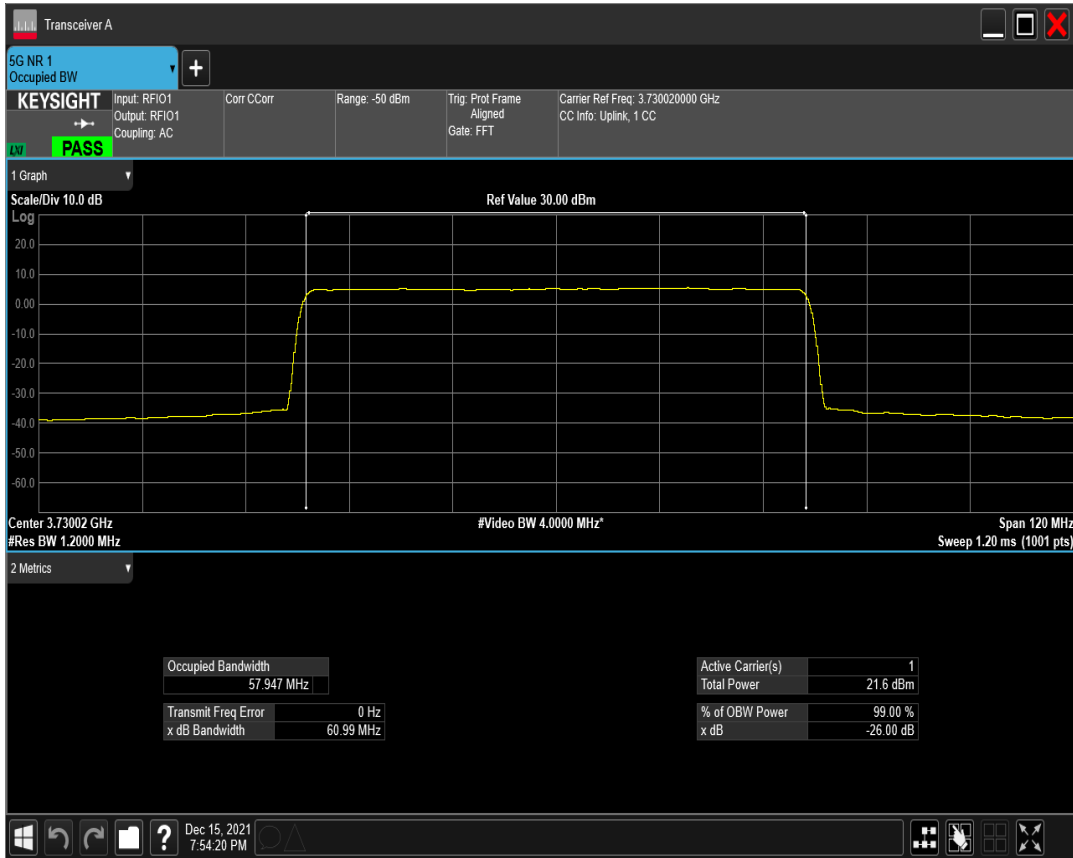 Transceiver A
5G NR 1
Occupied BW
+
KEYSIGHT
LXI
PASS
Input: RFIO1
Output: RFIO1
Coupling: AC
Corr CCorr
Range: -50 dBm
Trig: Prot Frame
Aligned
Gate: FFT
Carrier Ref Freq: 3.730020000 GHz
CC Info: Uplink, 1 CC
1 Graph
Scale/Div 10.0 dB
Ref Value 30.00 dBm
Log
20.0
10.0
0.00
-10.0
-20.0
-30.0
-40.0
-50.0
-60.0
Center 3.73002 GHz
#Video BW 4.0000 MHz*
Span 120 MHz
#Res BW 1.2000 MHz
Sweep 1.20 ms (1001 pts)
2 Metrics
Occupied Bandwidth
57.947 MHz
Transmit Freq Error 0 Hz
x dB Bandwidth 60.99 MHz
Active Carrier(s) 1
Total Power 21.6 dBm
% of OBW Power 99.00 %
x dB -26.00 dB
?
Dec 15, 2021
7:54:20 PM